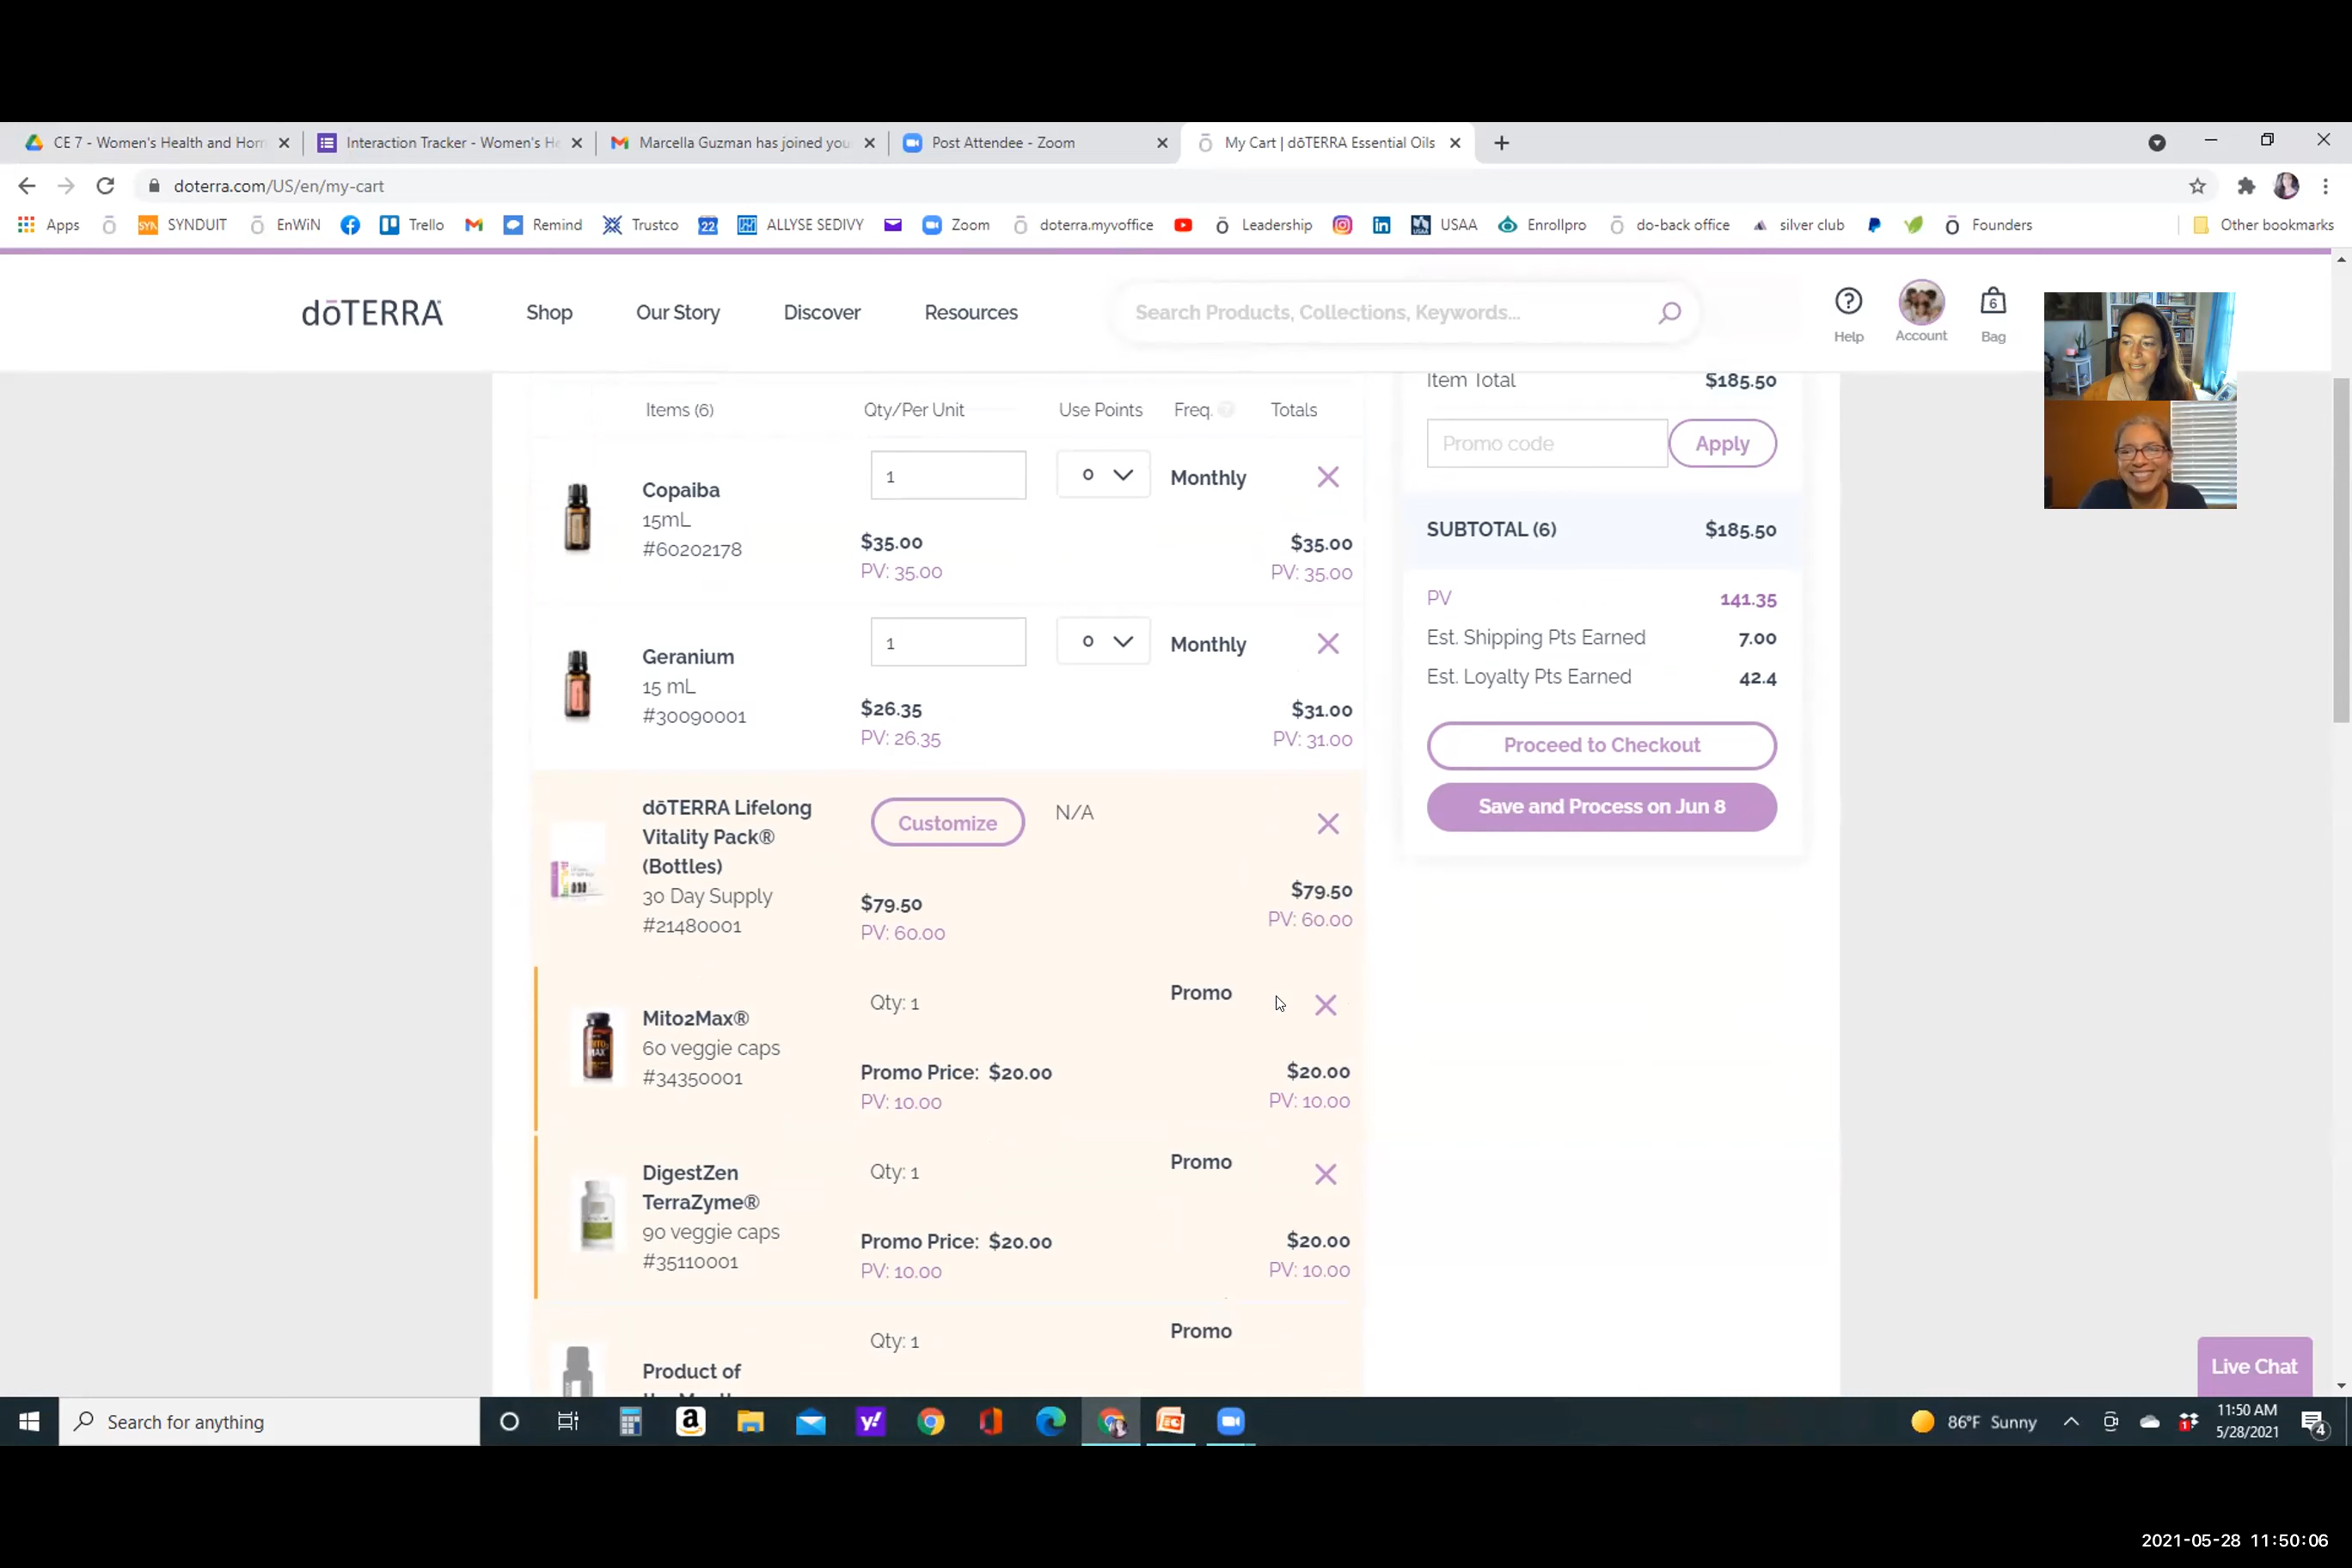 CE 7 - Women's Health and Horm
Interaction Tracker - Women's He
Marcella Guzman has joined you
Post Attendee - Zoom
My Cart | dōTERRA Essential Oils
doterra.com/US/en/my-cart
Apps
SYN SYNDUIT
EnWiN
Trello
Remind
Trustco
22
ALLYSE SEDIVY
Zoom
doterra.myvoffice
Leadership
USAA
Enrollpro
do-back office
silver club
Founders
Other bookmarks
dōTERRA
Shop
Our Story
Discover
Resources
Search Products, Collections, Keywords...
Help
Account
6
Bag
Items (6)
Qty/Per Unit
Use Points
Freq.
Totals
Copaiba
15mL
#60202178
1
0
Monthly
$35.00
PV: 35.00
$35.00
PV: 35.00
Geranium
15 mL
#30090001
1
0
Monthly
$26.35
PV: 26.35
$31.00
PV: 31.00
dōTERRA Lifelong
Vitality Pack®
(Bottles)
30 Day Supply
#21480001
Customize
N/A
$79.50
PV: 60.00
$79.50
PV: 60.00
Mito2Max®
60 veggie caps
#34350001
Qty: 1
Promo
Promo Price: $20.00
PV: 10.00
$20.00
PV: 10.00
DigestZen
TerraZyme®
90 veggie caps
#35110001
Qty: 1
Promo
Promo Price: $20.00
PV: 10.00
$20.00
PV: 10.00
Product of
Qty: 1
Promo
Item Total
$185.50
Promo code
Apply
SUBTOTAL (6)
$185.50
PV
141.35
Est. Shipping Pts Earned
7.00
Est. Loyalty Pts Earned
42.4
Proceed to Checkout
Save and Process on Jun 8
Live Chat
Search for anything
86°F Sunny
11:50 AM
5/28/2021
4
2021-05-28 11:50:06